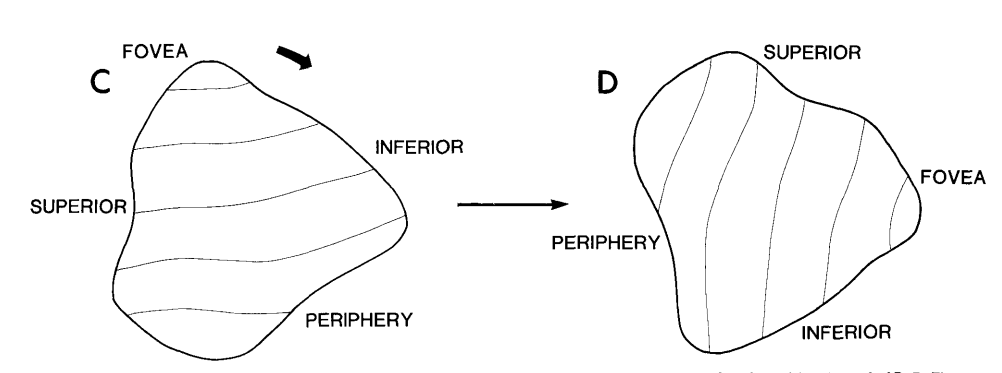 FOVEA
C
INFERIOR
SUPERIOR
PERIPHERY
SUPERIOR
D
FOVEA
PERIPHERY
INFERIOR